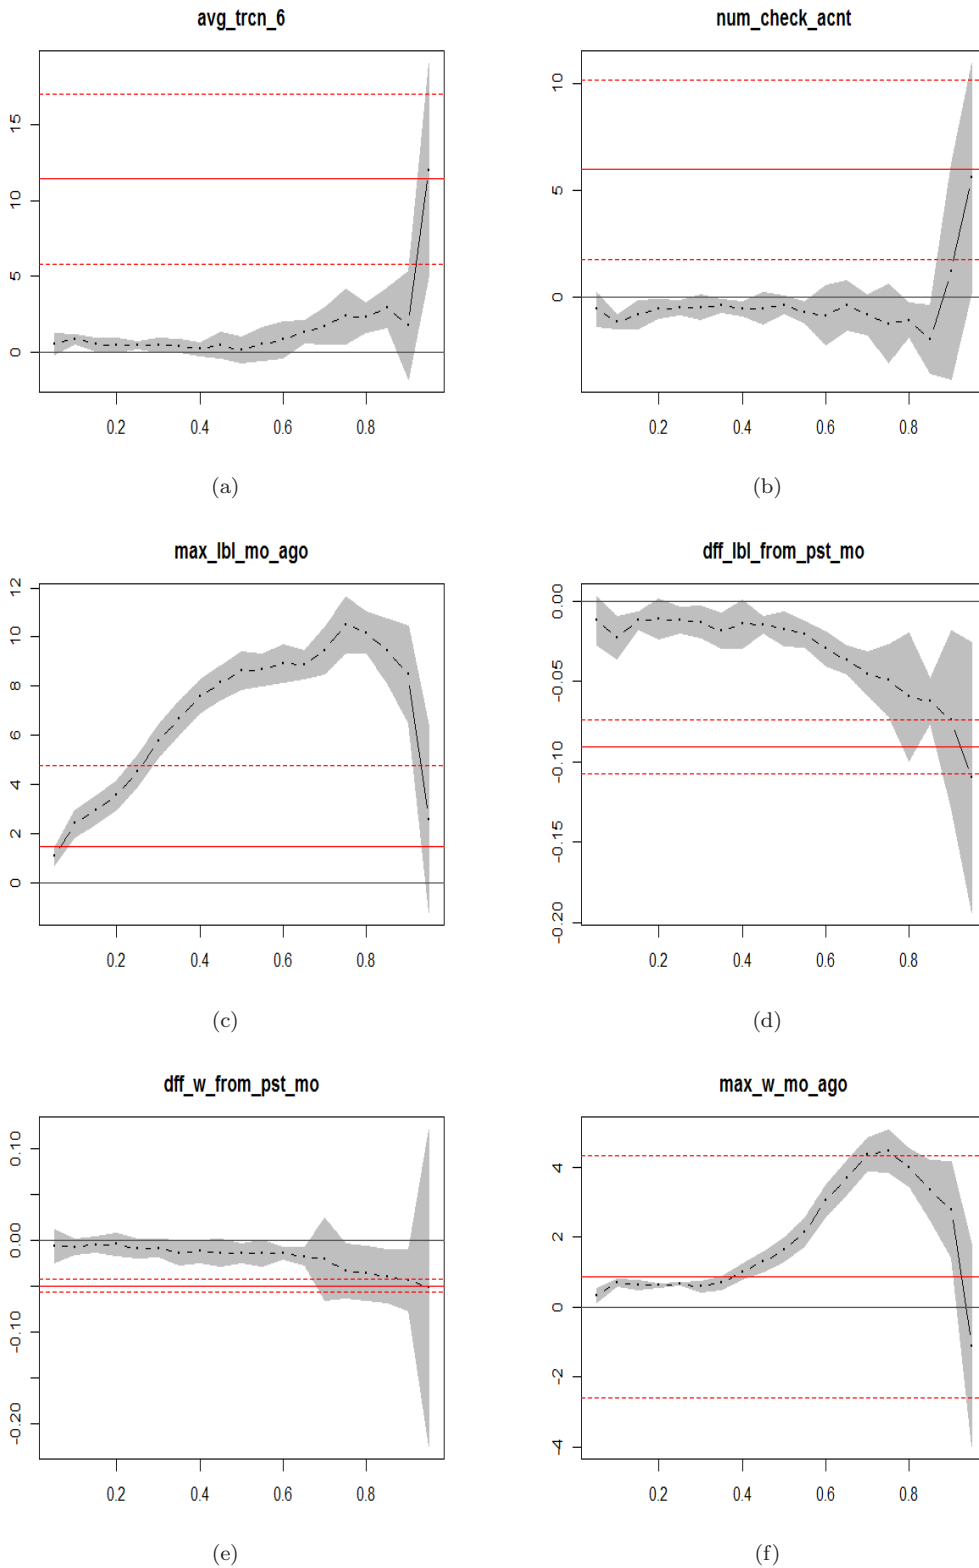 avg_trcn_6
num_check_acnt
15
10
5
0
10
5
0
0.2 0.4 0.6 0.8
0.2 0.4 0.6 0.8
(a)
(b)
max_lbl_mo_ago
dff_lbl_from_pst_mo
12
10
8
6
4
2
0
0.00
-0.05
-0.10
-0.15
-0.20
0.2 0.4 0.6 0.8
0.2 0.4 0.6 0.8
(c)
(d)
dff_w_from_pst_mo
max_w_mo_ago
0.10
0.00
-0.10
-0.20
4
2
0
-2
-4
0.2 0.4 0.6 0.8
0.2 0.4 0.6 0.8
(e)
(f)